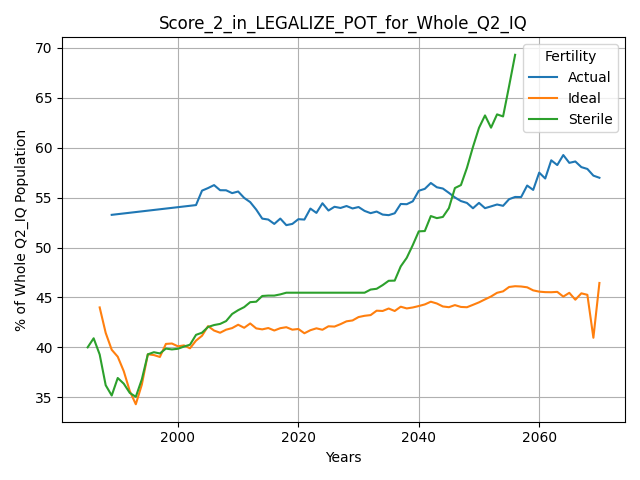 Score_2_in_LEGALIZE_POT_for_Whole_Q2_IQ
% of Whole Q2_IQ Population
70
65
60
55
50
45
40
35
Fertility
Actual
Ideal
Sterile
2000
2020
2040
2060
Years